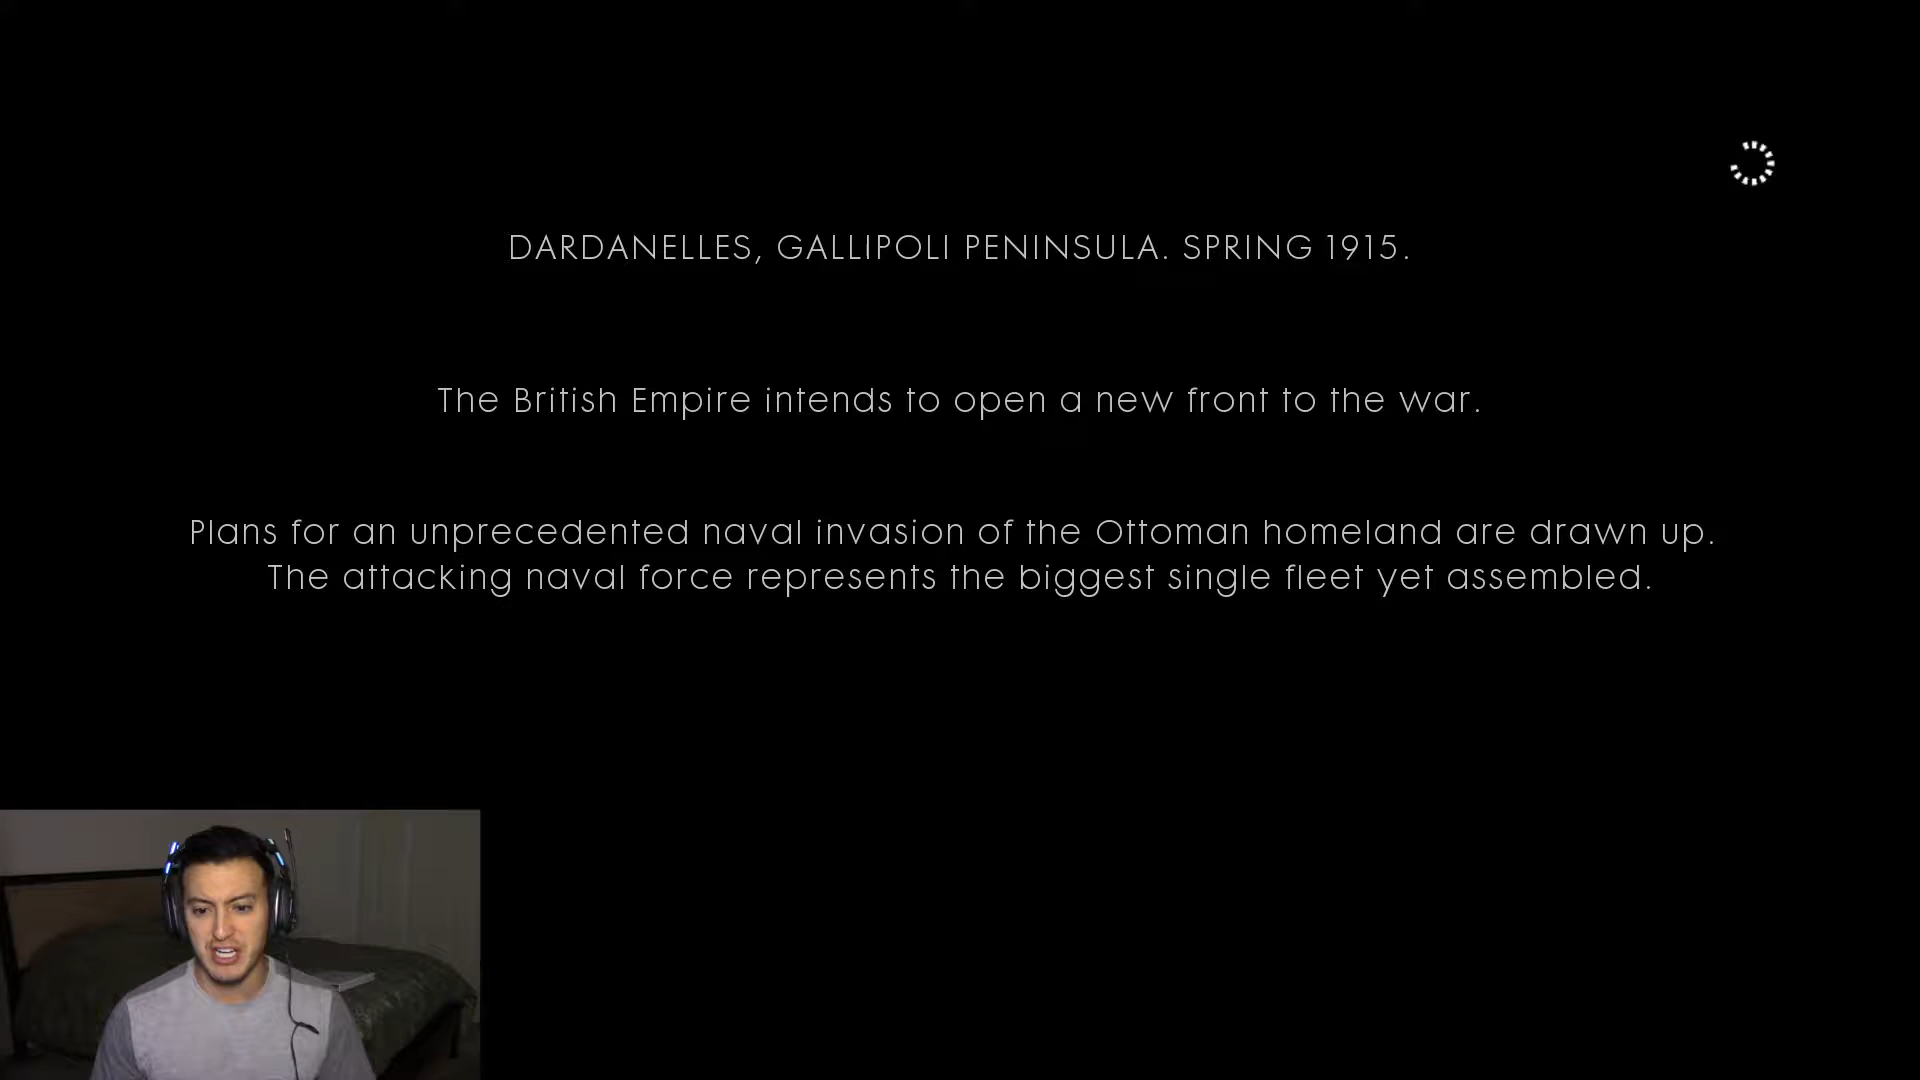 DARDANELLES, GALLIPOLI PENINSULA. SPRING 1915.
The British Empire intends to open a new front to the war.
Plans for an unprecedented naval invasion of the Ottoman homeland are drawn up.
The attacking naval force represents the biggest single fleet yet assembled.